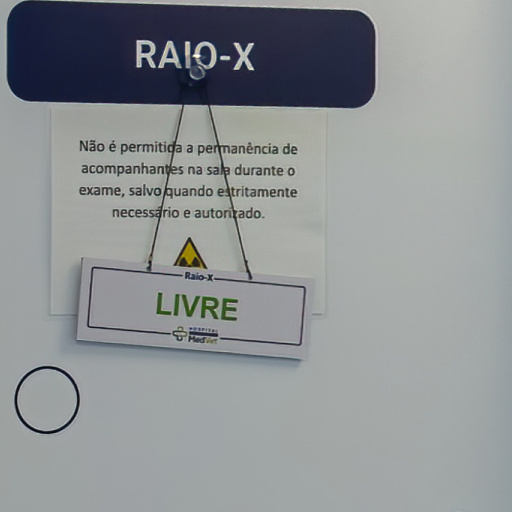 RAIO-X
Não é permitida a permanência de
acompanhantes na sala durante o
exame, salvo quando estritamente
necessário e autorizado.
Raio-X
LIVRE
HOSPITAL
MedVet